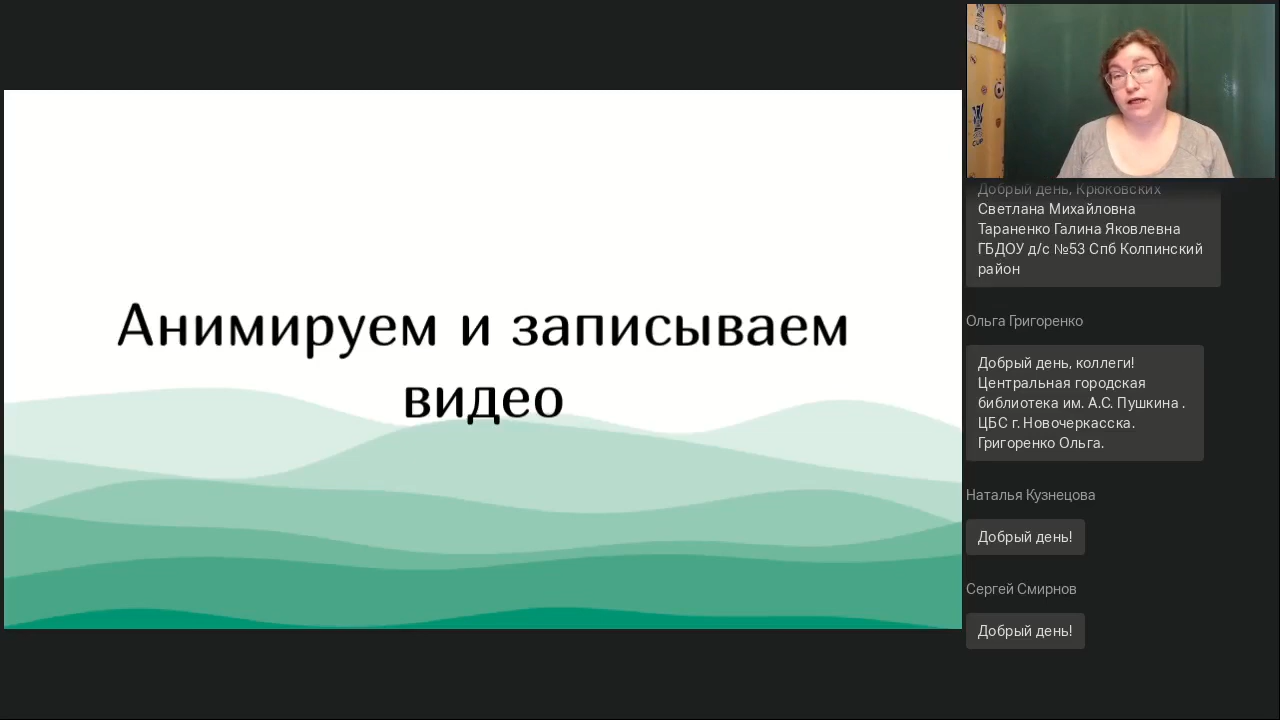 Анимируем и записываем
видео
CUP
CUP
Добрый день, Крюковских
Светлана Михайловна
Тараненко Галина Яковлевна
ГБДОУ д/с №53 Спб Колпинский
район
Ольга Григоренко
Добрый день, коллеги!
Центральная городская
библиотека им. А.С. Пушкина .
ЦБС г. Новочеркасска.
Григоренко Ольга.
Наталья Кузнецова
Добрый день!
Сергей Смирнов
Добрый день!